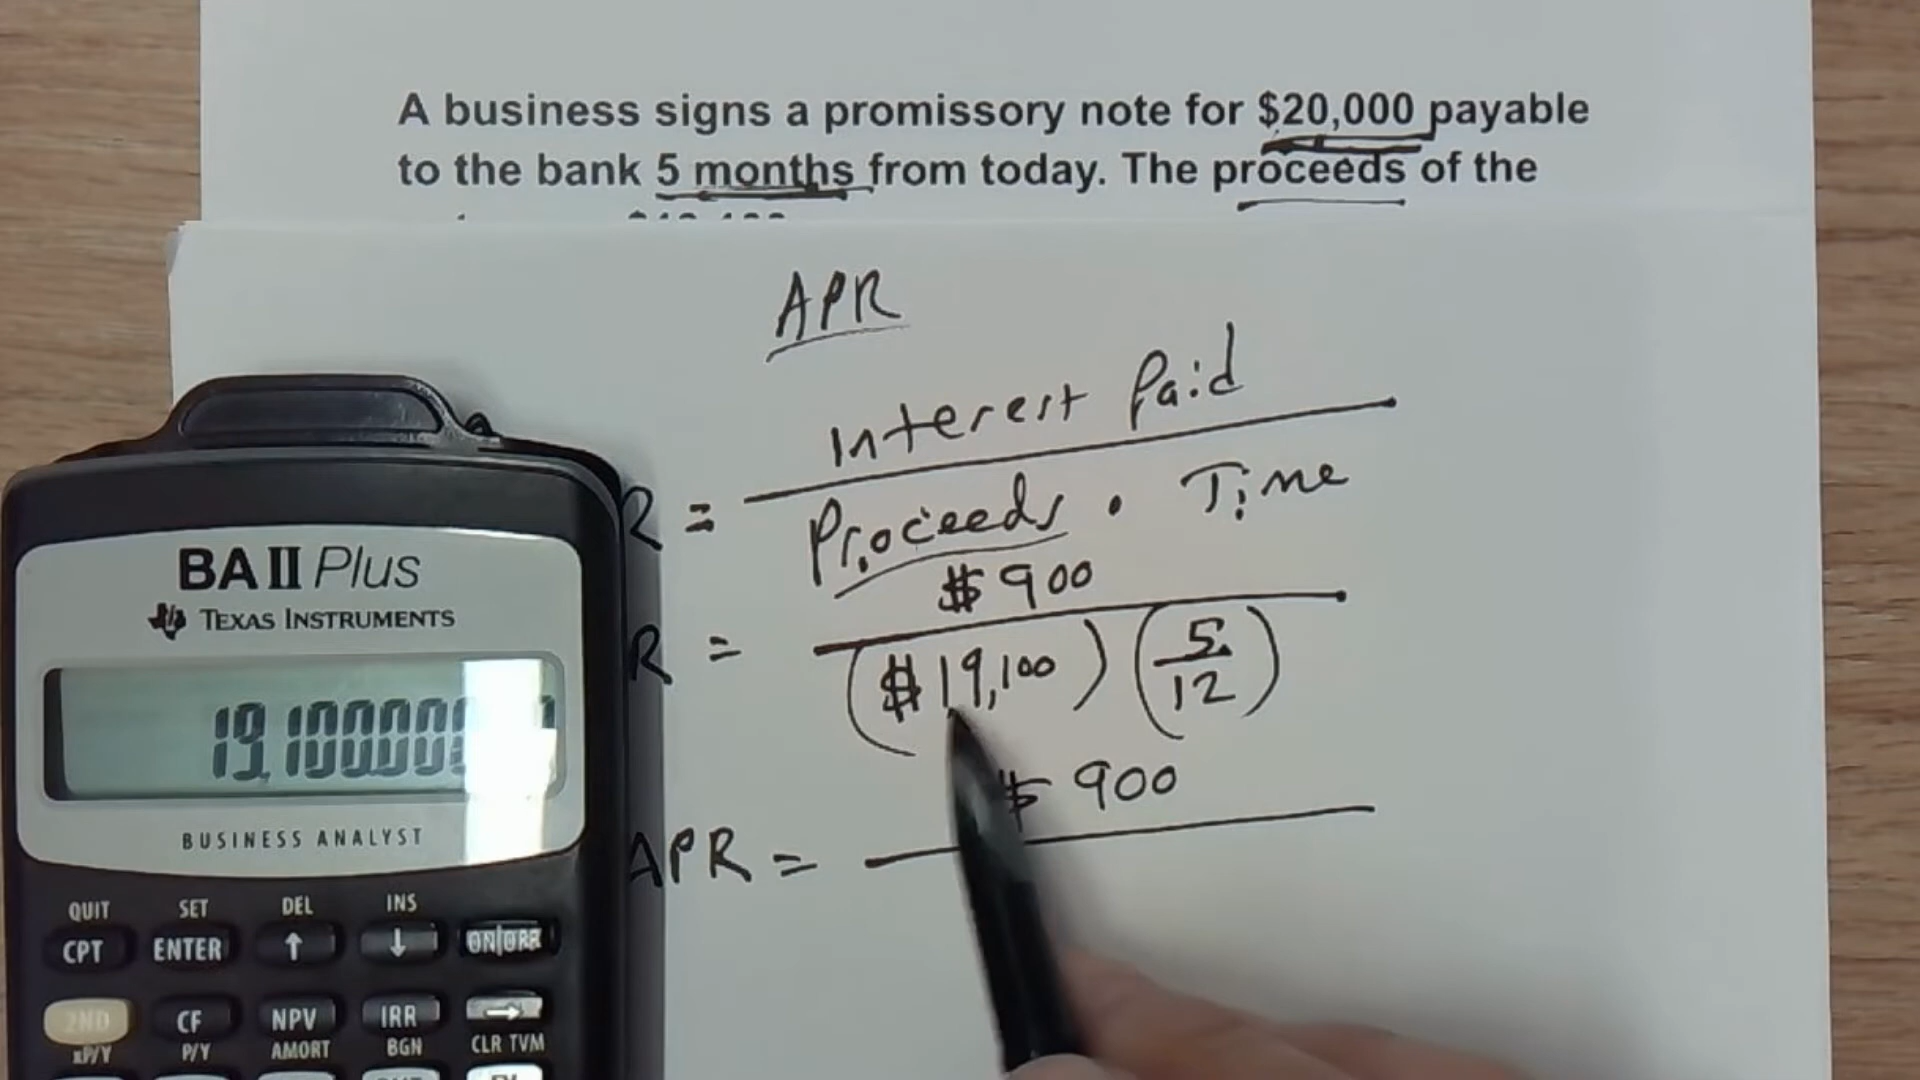 A business signs a promissory note for $20,000 payable
to the bank 5 months from today. The proceeds of the
APR
Interest Paid
R =
Proceeds · Time
$ 900
R =
($19,100) (5/12)
$ 900
APR =
BA II Plus
TEXAS INSTRUMENTS
19,100.000
BUSINESS ANALYST
QUIT SET DEL INS
CPT ENTER ↑ ↓ ON|OFF
2ND CF NPV IRR →
xP/Y P/Y AMORT BGN CLR TVM